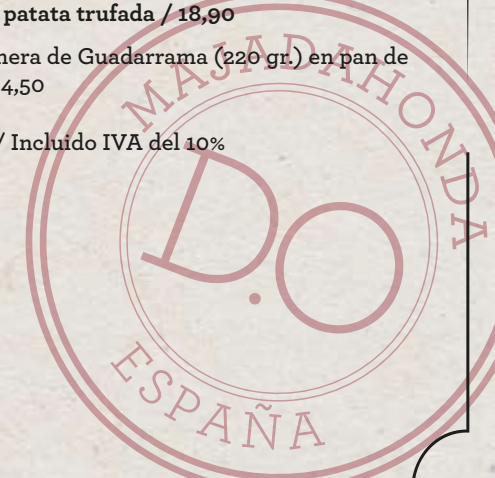 patata trufada / 18,90
nera de Guadarrama (220 gr.) en pan de
4,50
/ Incluido IVA del 10%
MAJADAHONDA
D.O
ESPAÑA